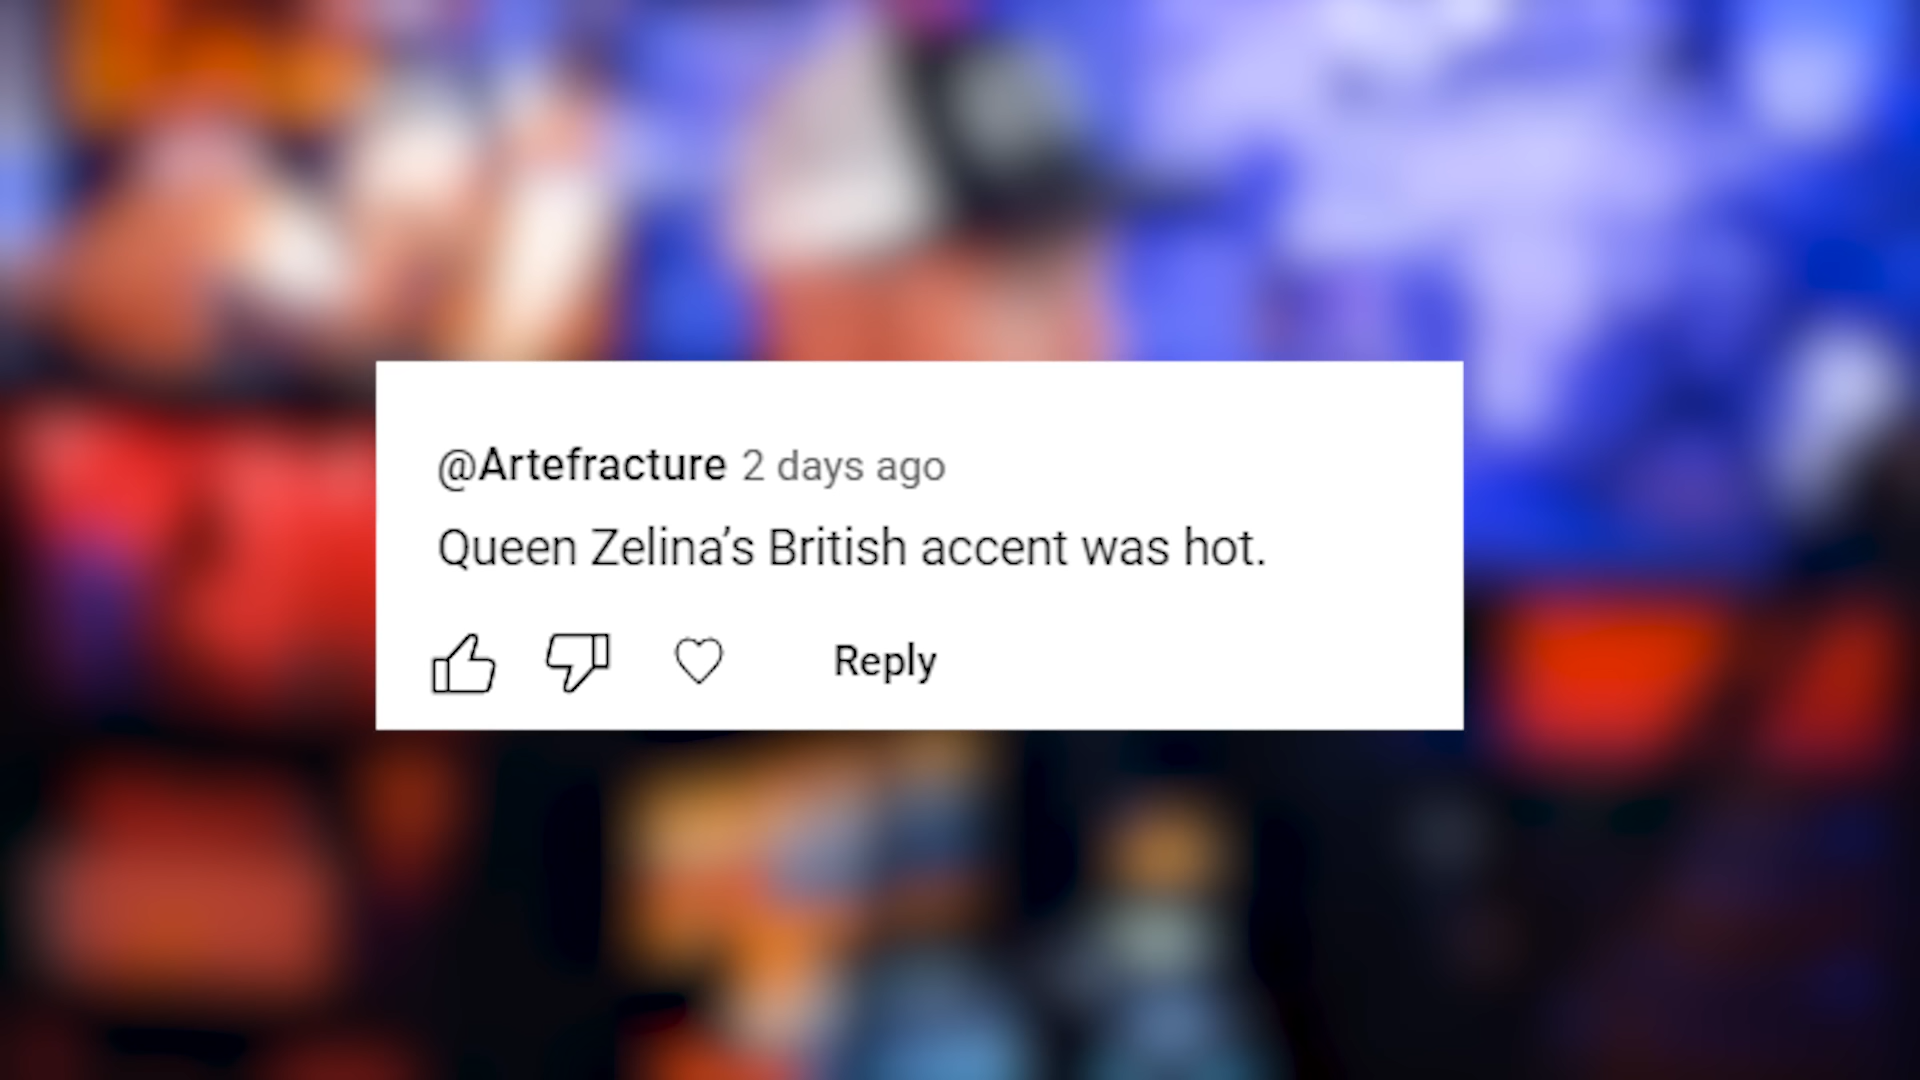 @Artefracture 2 days ago
Queen Zelina’s British accent was hot.
Reply